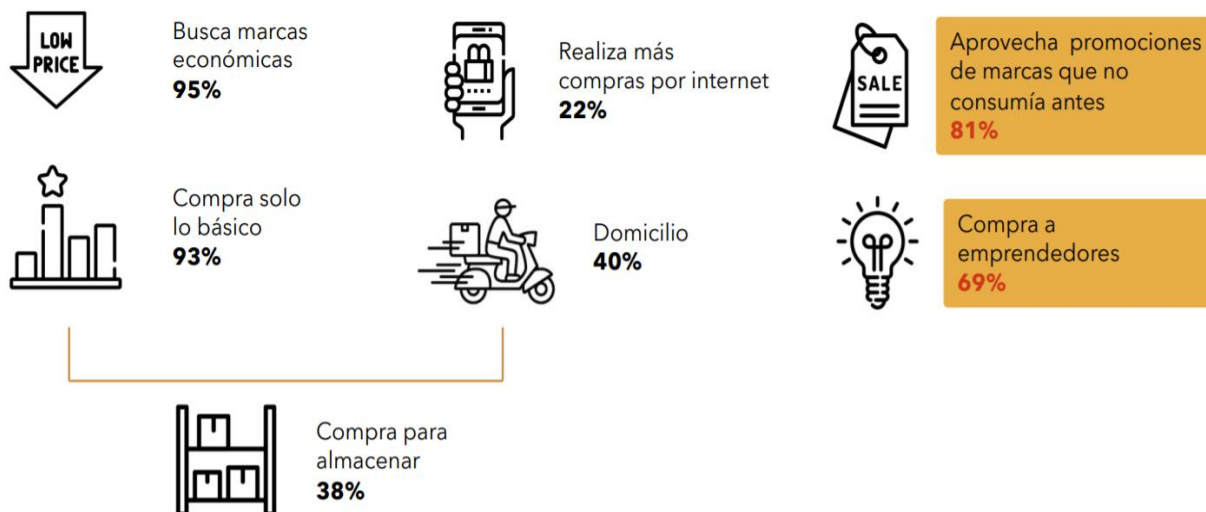 LOW
PRICE
Busca marcas
económicas
95%
Realiza más
compras por internet
22%
SALE
Aprovecha promociones
de marcas que no
consumía antes
81%
Compra solo
lo básico
93%
Domicilio
40%
Compra a
emprendedores
69%
Compra para
almacenar
38%